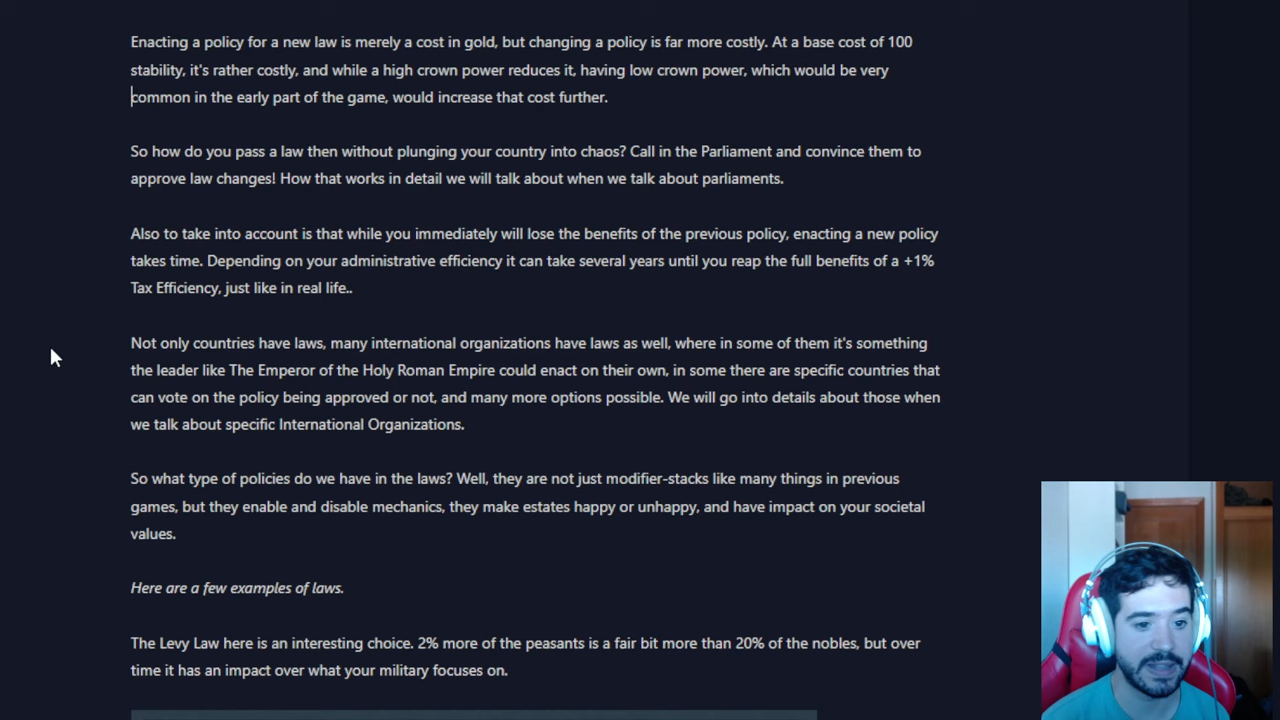 Enacting a policy for a new law is merely a cost in gold, but changing a policy is far more costly. At a base cost of 100
stability, it's rather costly, and while a high crown power reduces it, having low crown power, which would be very
common in the early part of the game, would increase that cost further.
So how do you pass a law then without plunging your country into chaos? Call in the Parliament and convince them to
approve law changes! How that works in detail we will talk about when we talk about parliaments.
Also to take into account is that while you immediately will lose the benefits of the previous policy, enacting a new policy
takes time. Depending on your administrative efficiency it can take several years until you reap the full benefits of a +1%
Tax Efficiency, just like in real life..
Not only countries have laws, many international organizations have laws as well, where in some of them it's something
the leader like The Emperor of the Holy Roman Empire could enact on their own, in some there are specific countries that
can vote on the policy being approved or not, and many more options possible. We will go into details about those when
we talk about specific International Organizations.
So what type of policies do we have in the laws? Well, they are not just modifier-stacks like many things in previous
games, but they enable and disable mechanics, they make estates happy or unhappy, and have impact on your societal
values.
Here are a few examples of laws.
The Levy Law here is an interesting choice. 2% more of the peasants is a fair bit more than 20% of the nobles, but over
time it has an impact over what your military focuses on.